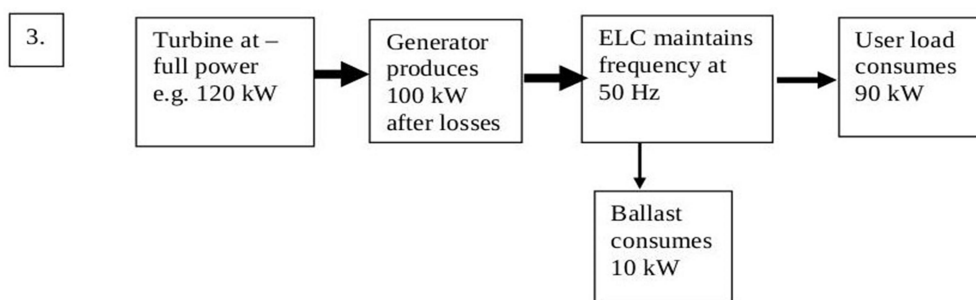 3.
Turbine at –
full power
e.g. 120 kW
Generator
produces
100 kW
after losses
ELC maintains
frequency at
50 Hz
User load
consumes
90 kW
Ballast
consumes
10 kW